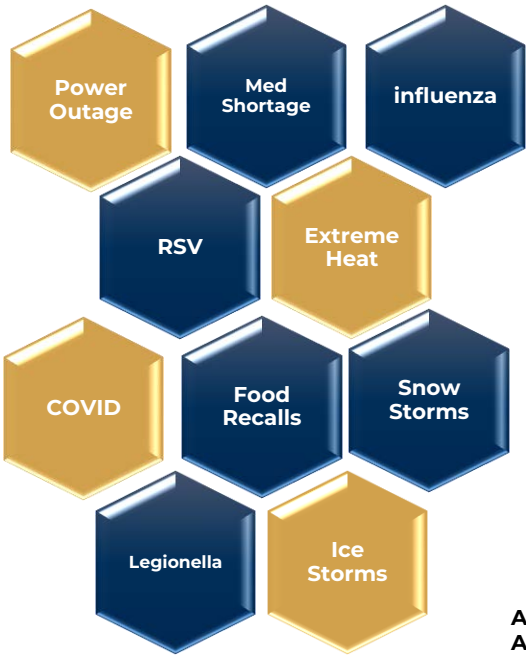 Power
Outage
Med
Shortage
influenza
RSV
Extreme
Heat
COVID
Food
Recalls
Snow
Storms
Legionella
Ice
Storms
A
A